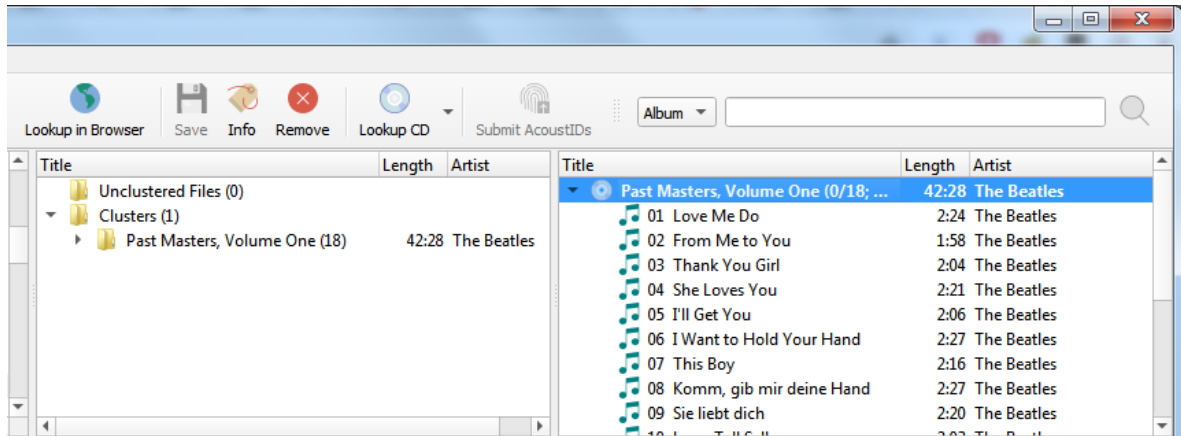 Lookup in Browser Save Info Remove Lookup CD Submit AcoustIDs Album
Title Length Artist
Unclustered Files (0)
Clusters (1)
Past Masters, Volume One (18) 42:28 The Beatles
Title Length Artist
Past Masters, Volume One (0/18; ... 42:28 The Beatles
01 Love Me Do 2:24 The Beatles
02 From Me to You 1:58 The Beatles
03 Thank You Girl 2:04 The Beatles
04 She Loves You 2:21 The Beatles
05 I'll Get You 2:06 The Beatles
06 I Want to Hold Your Hand 2:27 The Beatles
07 This Boy 2:16 The Beatles
08 Komm, gib mir deine Hand 2:27 The Beatles
09 Sie liebt dich 2:20 The Beatles